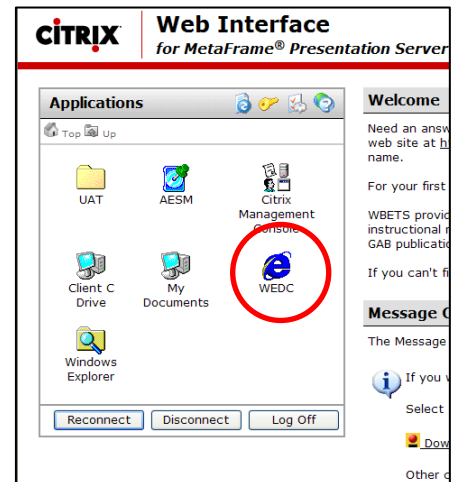 CITRIX
Web Interface
for MetaFrame® Presentation Server
Applications
Top Up
UAT
AESM
Citrix
Management
Console
Client C
Drive
My
Documents
WEDC
Windows
Explorer
Reconnect
Disconnect
Log Off
Welcome
Need an answ
web site at h
name.
For your first
WBETS provid
instructional
GAB publicatio
If you can't fi
Message C
The Message
If you
Select
Dow
Other